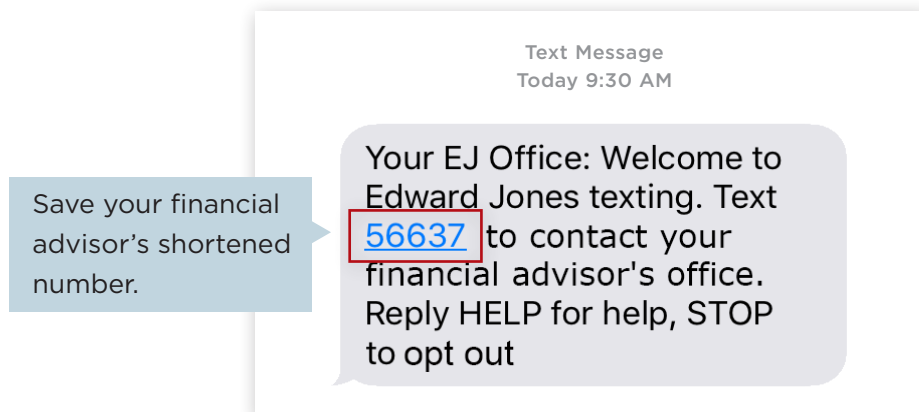 Text Message
Today 9:30 AM
Your EJ Office: Welcome to
Edward Jones texting. Text
56637 to contact your
financial advisor's office.
Reply HELP for help, STOP
to opt out
Save your financial
advisor’s shortened
number.